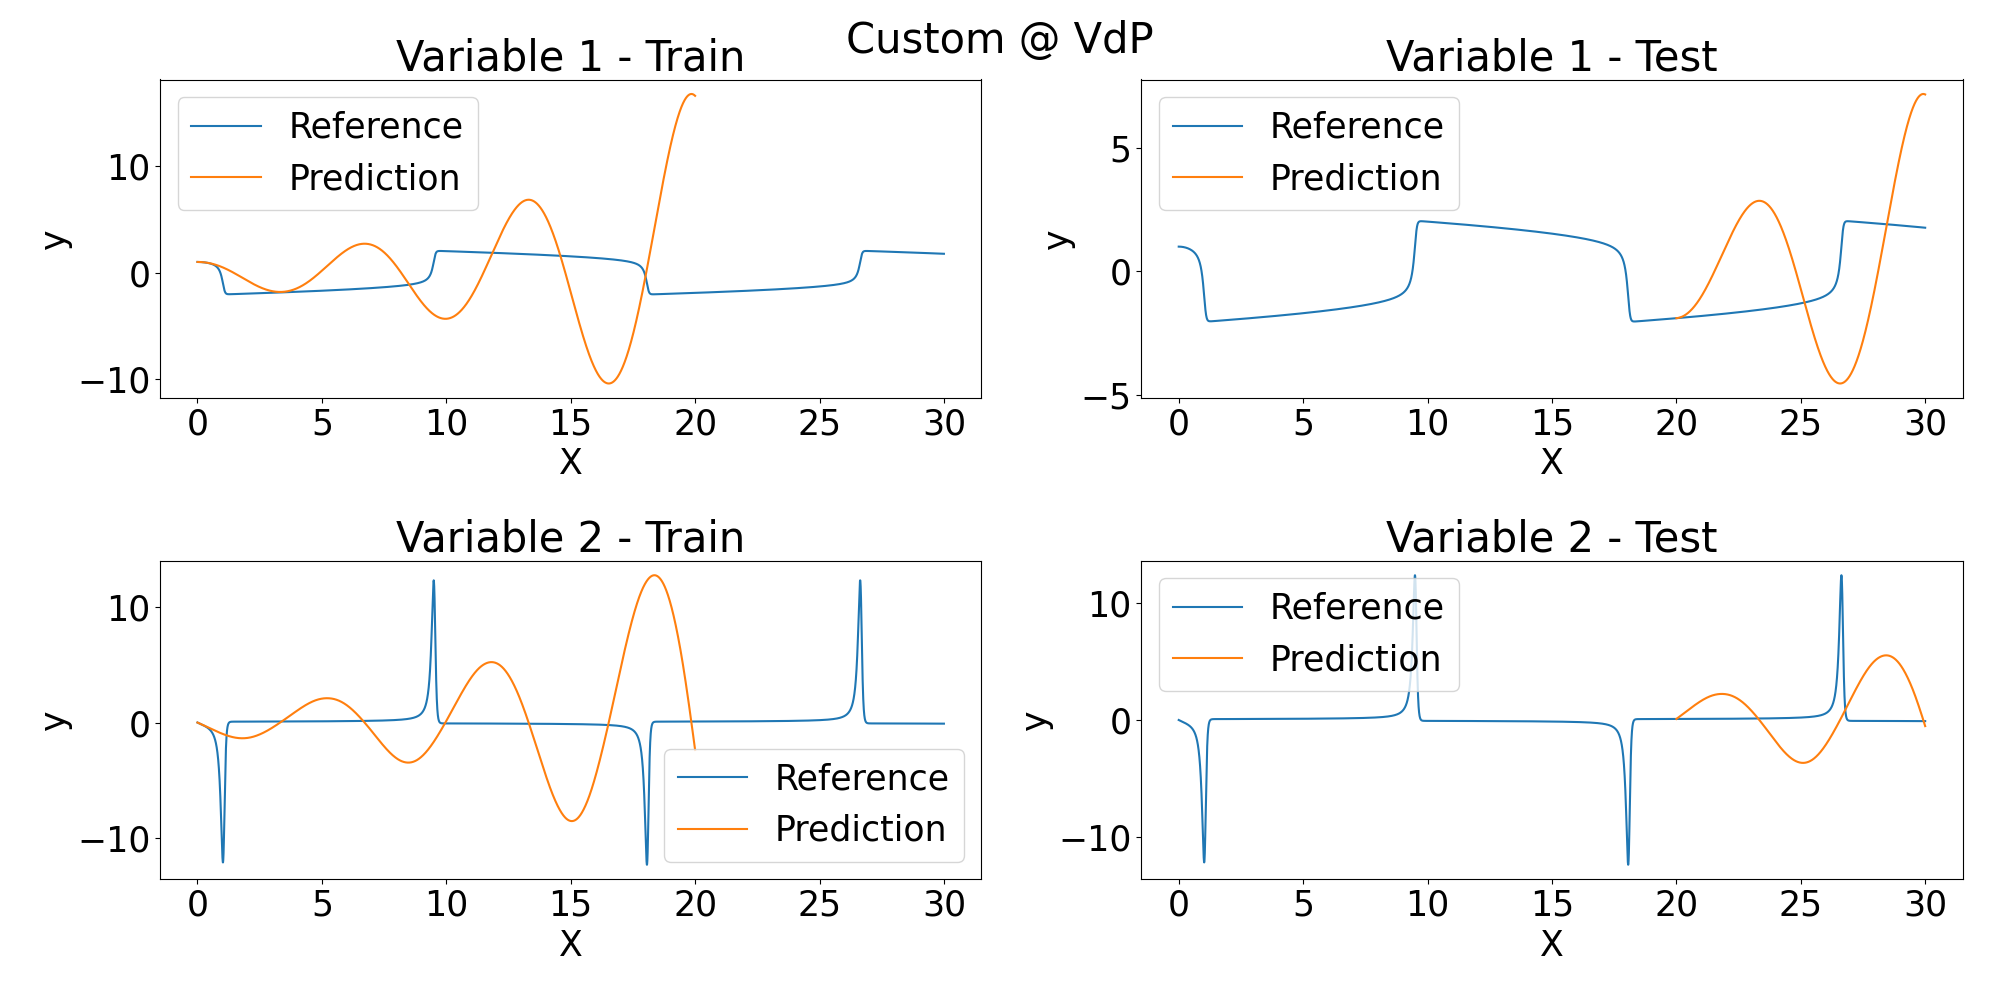 Custom @ VdP
Variable 1 - Train
Reference
Prediction
y
10
0
−10
0 5 10 15 20 25 30
X
Variable 1 - Test
Reference
Prediction
y
5
0
−5
0 5 10 15 20 25 30
X
Variable 2 - Train
y
10
0
−10
Reference
Prediction
0 5 10 15 20 25 30
X
Variable 2 - Test
Reference
Prediction
y
10
0
−10
0 5 10 15 20 25 30
X